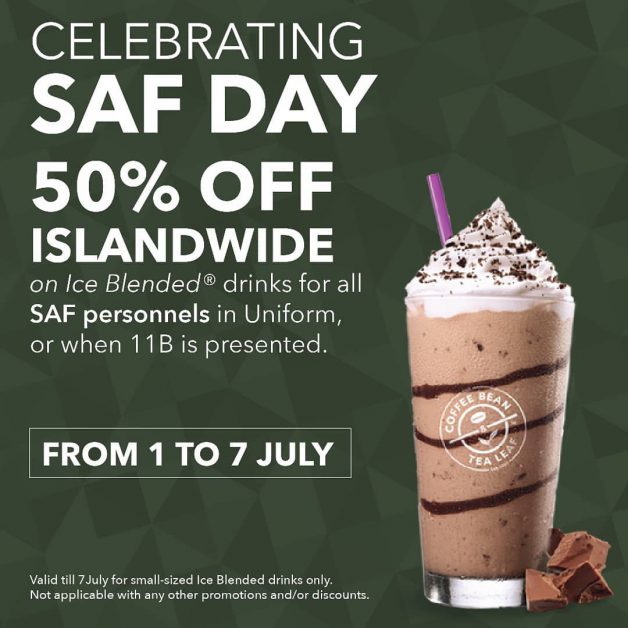 CELEBRATING
SAF DAY
50% OFF
ISLANDWIDE
on Ice Blended® drinks for all
SAF personnels in Uniform,
or when 11B is presented.
FROM 1 TO 7 JULY
COFFEE BEAN
&
TEA LEAF
Valid till 7July for small-sized Ice Blended drinks only.
Not applicable with any other promotions and/or discounts.